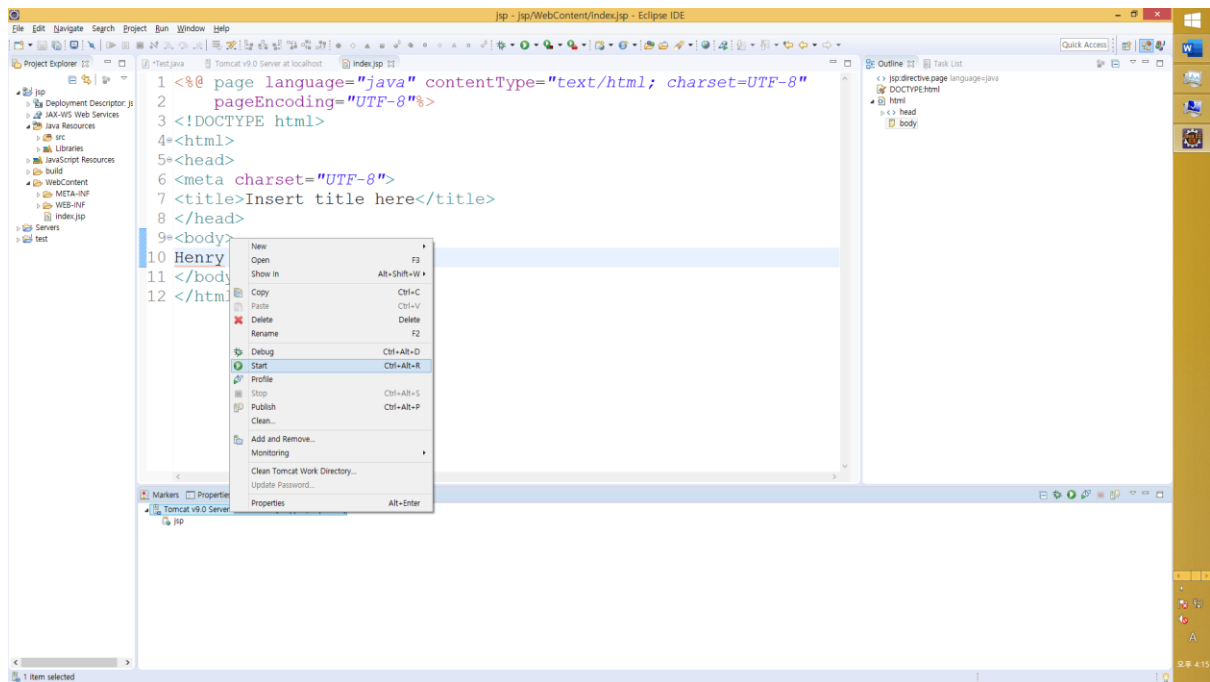 jsp - jsp/WebContent/index.jsp - Eclipse IDE
File Edit Navigate Search Project Run Window Help
Quick Access
Project Explorer
jsp
Deployment Descriptor: js
JAX-WS Web Services
Java Resources
src
Libraries
JavaScript Resources
build
WebContent
META-INF
WEB-INF
index.jsp
Servers
test
*Test.java Tomcat v9.0 Server at localhost index.jsp
1 <%@ page language="java" contentType="text/html; charset=UTF-8"
2 pageEncoding="UTF-8"%>
3 <!DOCTYPE html>
4 <html>
5 <head>
6 <meta charset="UTF-8">
7 <title>Insert title here</title>
8 </head>
9 <body>
10 Henry
11 </body
12 </html
New
Open F3
Show In Alt+Shift+W
Copy Ctrl+C
Paste Ctrl+V
Delete Delete
Rename F2
Debug Ctrl+Alt+D
Start Ctrl+Alt+R
Profile
Stop Ctrl+Alt+S
Publish Ctrl+Alt+P
Clean...
Add and Remove...
Monitoring
Clean Tomcat Work Directory...
Update Password...
Properties Alt+Enter
Outline Task List
jsp:directive.page language=java
DOCTYPE:html
html
head
body
Markers Properties
Tomcat v9.0 Server
jsp
1 item selected
A
오후 4:15